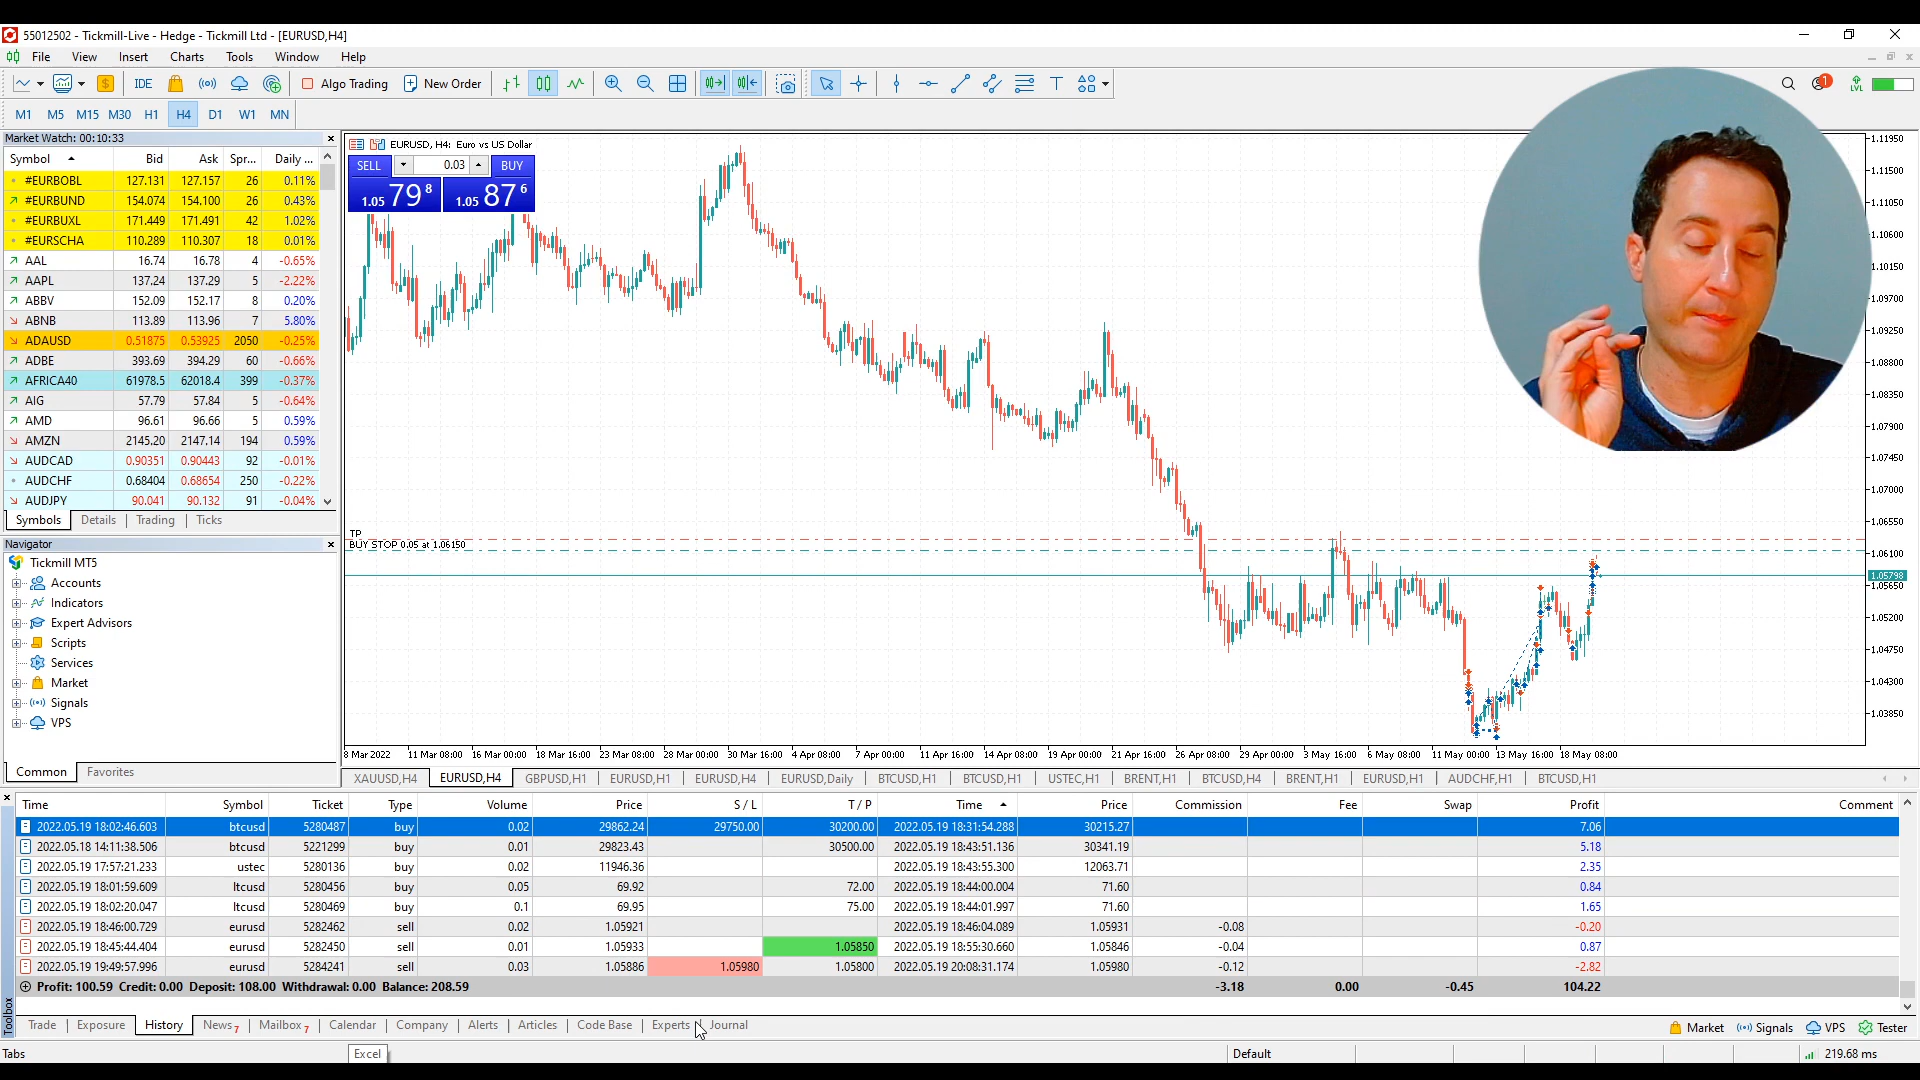 55012502 - Tickmill-Live - Hedge - Tickmill Ltd - [EURUSD,H4]
File View Insert Charts Tools Window Help
IDE Algo Trading New Order 1 LVL
M1 M5 M15 M30 H1 H4 D1 W1 MN
Market Watch: 00:10:33
Symbol Bid Ask Spr... Daily ...
#EURBOBL 127.131 127.157 26 0.11%
#EURBUND 154.074 154.100 26 0.43%
#EURBUXL 171.449 171.491 42 1.02%
#EURSCHA 110.289 110.307 18 0.01%
AAL 16.74 16.78 4 -0.65%
AAPL 137.24 137.29 5 -2.22%
ABBV 152.09 152.17 8 0.20%
ABNB 113.89 113.96 7 5.80%
ADAUSD 0.51875 0.53925 2050 -0.25%
ADBE 393.69 394.29 60 -0.66%
AFRICA40 61978.5 62018.4 399 -0.37%
AIG 57.79 57.84 5 -0.64%
AMD 96.61 96.66 5 0.59%
AMZN 2145.20 2147.14 194 0.59%
AUDCAD 0.90351 0.90443 92 -0.01%
AUDCHF 0.68404 0.68654 250 -0.22%
AUDJPY 90.041 90.132 91 -0.04%
Symbols Details Trading Ticks
Navigator
Tickmill MT5
Accounts
Indicators
Expert Advisors
Scripts
Services
Market
Signals
VPS
Common Favorites
EURUSD, H4: Euro vs US Dollar
SELL 0.03 BUY
1.05 79 8 1.05 87 6
TP
BUY STOP 0.05 at 1.06150
1.11950
1.11500
1.11050
1.10600
1.10150
1.09700
1.09250
1.08800
1.08350
1.07900
1.07450
1.07000
1.06550
1.06100
1.05798
1.05650
1.05200
1.04750
1.04300
1.03850
8 Mar 2022 11 Mar 08:00 16 Mar 00:00 18 Mar 16:00 23 Mar 08:00 28 Mar 00:00 30 Mar 16:00 4 Apr 08:00 7 Apr 00:00 11 Apr 16:00 14 Apr 08:00 19 Apr 00:00 21 Apr 16:00 26 Apr 08:00 29 Apr 00:00 3 May 16:00 6 May 08:00 11 May 00:00 13 May 16:00 18 May 08:00
XAUUSD,H4 EURUSD,H4 GBPUSD,H1 EURUSD,H1 EURUSD,H4 EURUSD,Daily BTCUSD,H1 BTCUSD,H1 USTEC,H1 BRENT,H1 BTCUSD,H4 BRENT,H1 EURUSD,H1 AUDCHF,H1 BTCUSD,H1
Time Symbol Ticket Type Volume Price S / L T / P Time Price Commission Fee Swap Profit Comment
2022.05.19 18:02:46.603 btcusd 5280487 buy 0.02 29862.24 29750.00 30200.00 2022.05.19 18:31:54.288 30215.27 7.06
2022.05.18 14:11:38.506 btcusd 5221299 buy 0.01 29823.43 30500.00 2022.05.19 18:43:51.136 30341.19 5.18
2022.05.19 17:57:21.233 ustec 5280136 buy 0.02 11946.36 2022.05.19 18:43:55.300 12063.71 2.35
2022.05.19 18:01:59.609 ltcusd 5280456 buy 0.05 69.92 72.00 2022.05.19 18:44:00.004 71.60 0.84
2022.05.19 18:02:20.047 ltcusd 5280469 buy 0.1 69.95 75.00 2022.05.19 18:44:01.997 71.60 1.65
2022.05.19 18:46:00.729 eurusd 5282462 sell 0.02 1.05921 2022.05.19 18:46:04.089 1.05931 -0.08 -0.20
2022.05.19 18:45:44.404 eurusd 5282450 sell 0.01 1.05933 1.05850 2022.05.19 18:55:30.660 1.05846 -0.04 0.87
2022.05.19 19:49:57.996 eurusd 5284241 sell 0.03 1.05886 1.05980 1.05800 2022.05.19 20:08:31.174 1.05980 -0.12 -2.82
Profit: 100.59 Credit: 0.00 Deposit: 108.00 Withdrawal: 0.00 Balance: 208.59 -3.18 0.00 -0.45 104.22
Toolbox
Trade Exposure History News 7 Mailbox 7 Calendar Company Alerts Articles Code Base Experts Journal
Market Signals VPS Tester
Tabs Excel Default 219.68 ms